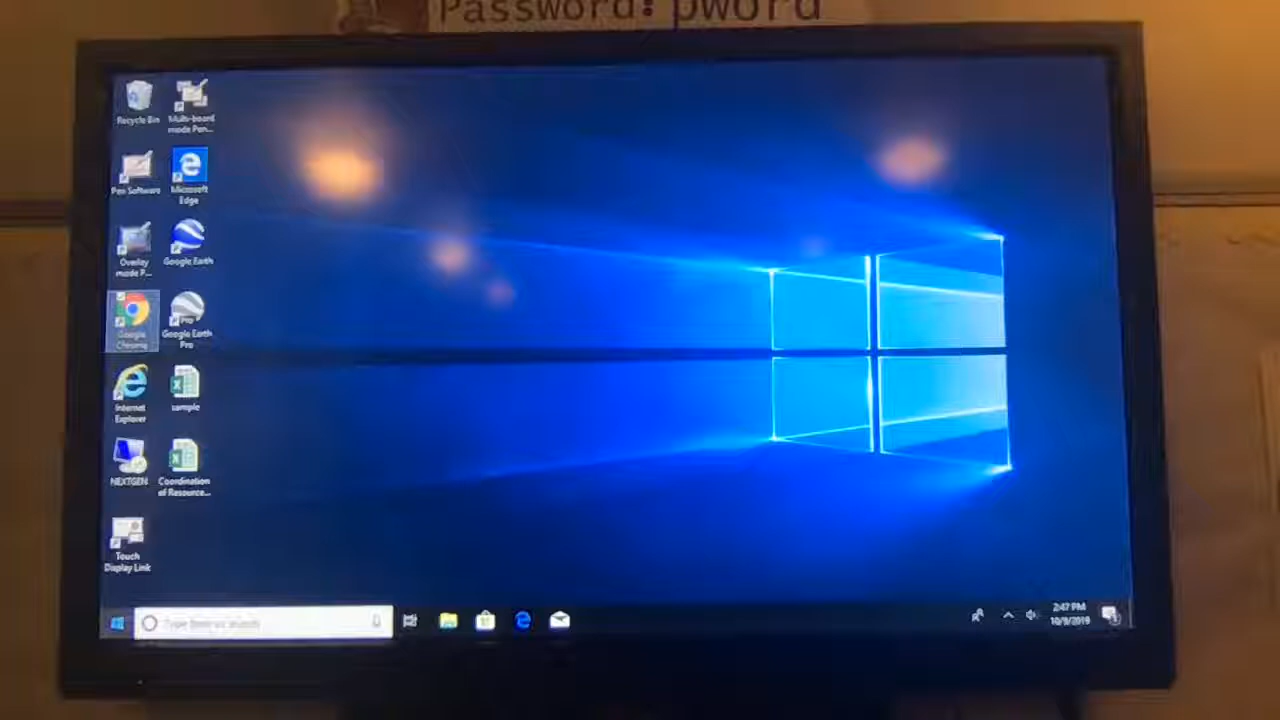 Password: pword
Recycle Bin
Multi-board
mode Pen...
Pen Software
Microsoft
Edge
Overlay
mode P...
Google Earth
Google
Chrome
Google Earth
Pro
Internet
Explorer
sample
NEXTGEN
Coordination
of Resource...
Touch
Display Link
Type here to search
2:47 PM
10/9/2019